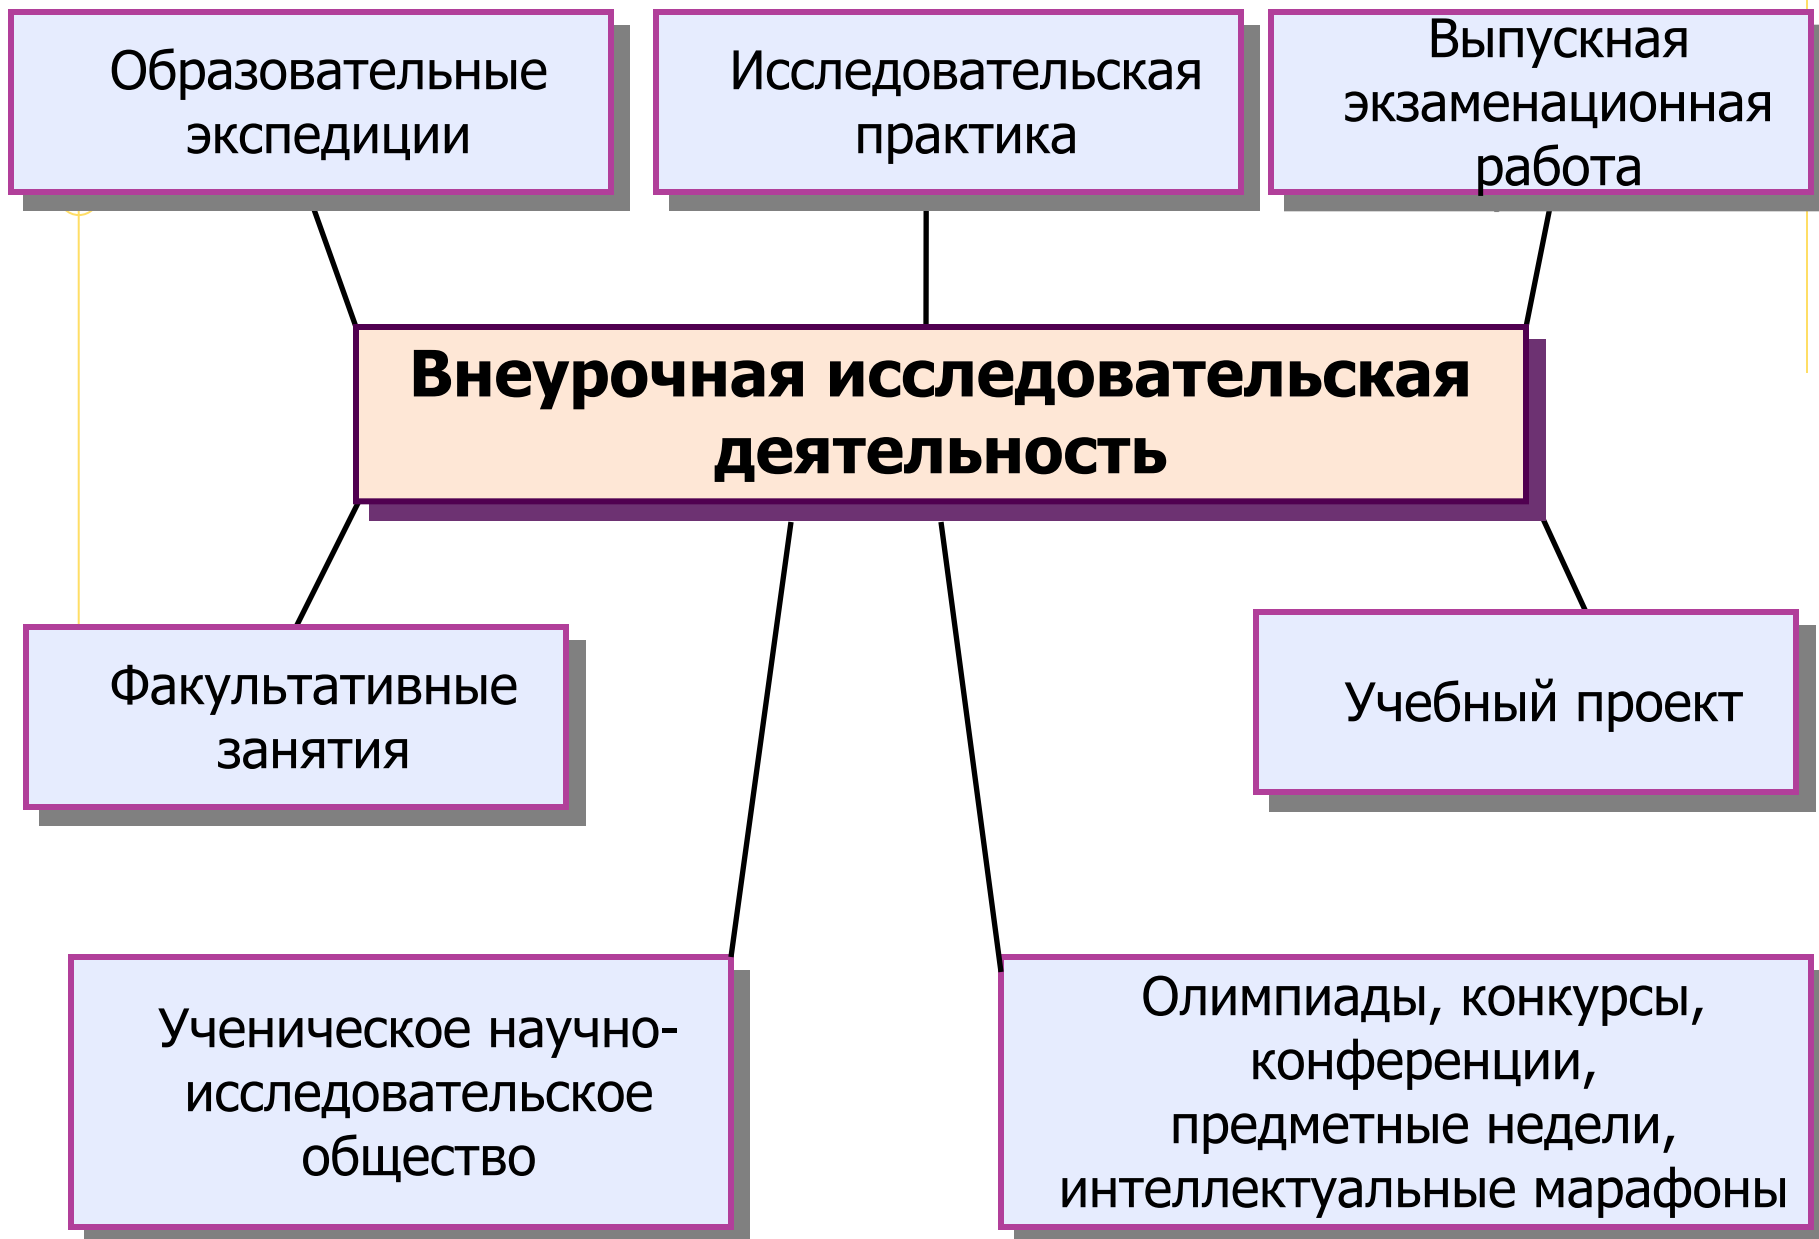 Образовательные
экспедиции
Исследовательская
практика
Выпускная
экзаменационная
работа
Внеурочная исследовательская
деятельность
Факультативные
занятия
Учебный проект
Ученическое научно-
исследовательское
общество
Олимпиады, конкурсы,
конференции,
предметные недели,
интеллектуальные марафоны